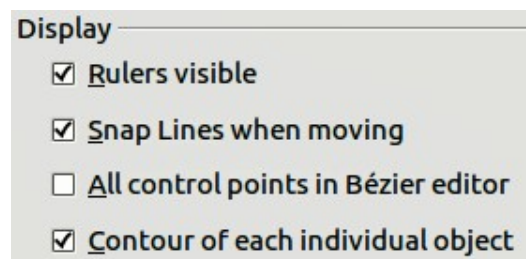 Display
Rulers visible
Snap Lines when moving
All control points in Bézier editor
Contour of each individual object